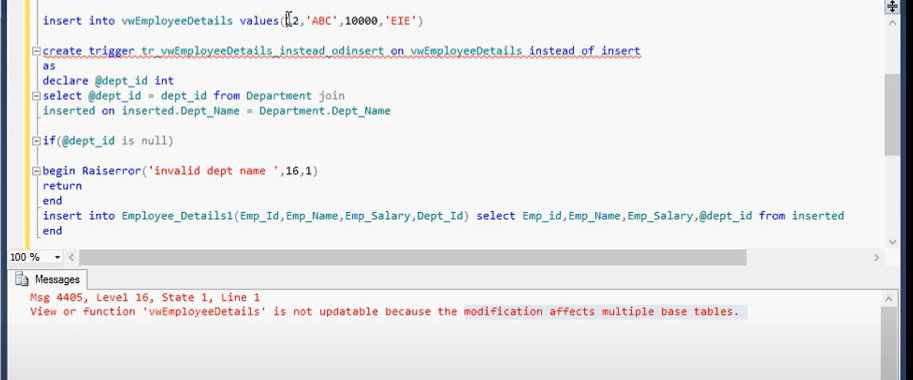 insert into vwEmployeeDetails values(12,'ABC',10000,'EIE')
create trigger tr_vwEmployeeDetails_instead_odinsert on vwEmployeeDetails instead of insert
as
declare @dept_id int
select @dept_id = dept_id from Department join
inserted on inserted.Dept_Name = Department.Dept_Name
if(@dept_id is null)
begin Raiserror('invalid dept name ',16,1)
return
end
insert into Employee_Details1(Emp_Id,Emp_Name,Emp_Salary,Dept_Id) select Emp_id,Emp_Name,Emp_Salary,@dept_id from inserted
end
100 %
Messages
Msg 4405, Level 16, State 1, Line 1
View or function 'vwEmployeeDetails' is not updatable because the modification affects multiple base tables.